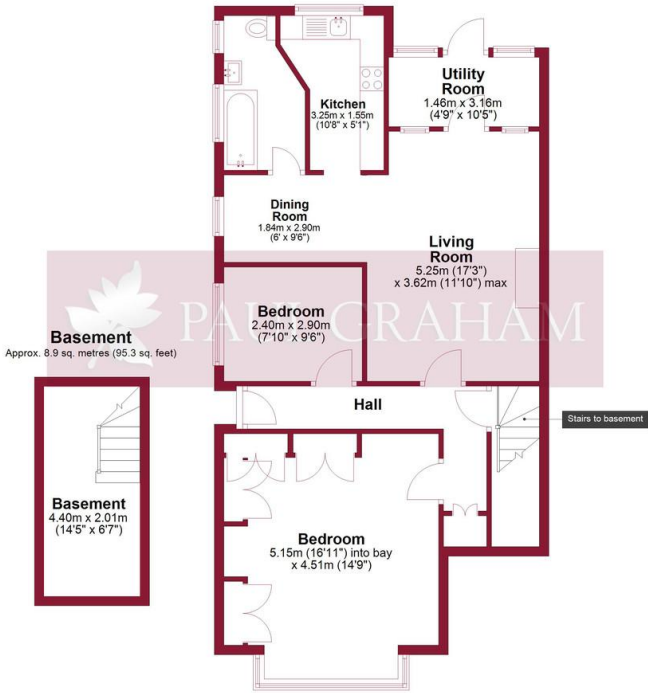 Kitchen
3.25m x 1.55m
(10'8" x 5'1")
Utility
Room
1.46m x 3.16m
(4'9" x 10'5")
Dining
Room
1.84m x 2.90m
(6' x 9'6")
Living
Room
5.25m (17'3")
x 3.62m (11'10") max
PAUL GRAHAM
Bedroom
2.40m x 2.90m
(7'10" x 9'6")
Basement
Approx. 8.9 sq. metres (95.3 sq. feet)
Hall
Stairs to basement
Basement
4.40m x 2.01m
(14'5" x 6'7")
Bedroom
5.15m (16'11") into bay
x 4.51m (14'9")